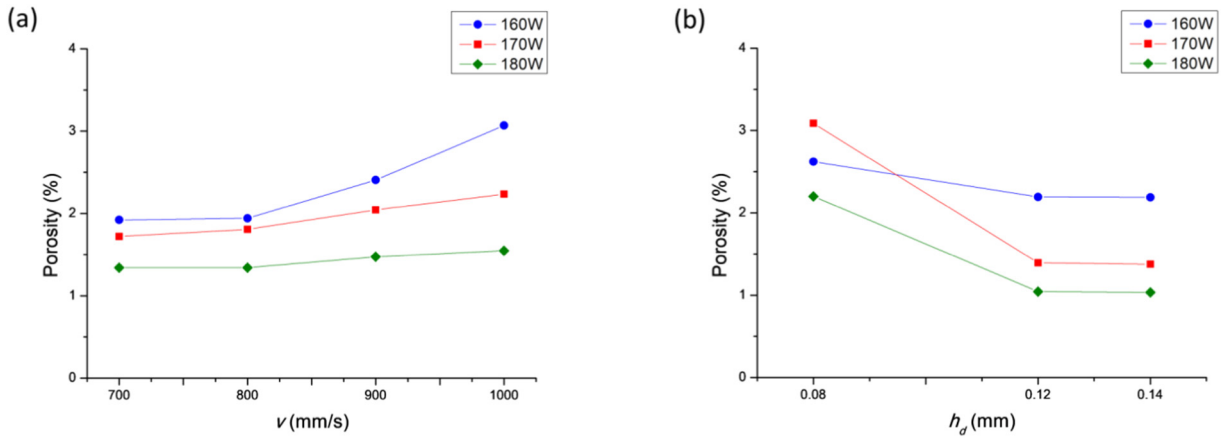 (a)
160W
170W
180W
Porosity (%)
4
3
2
1
0
700 800 900 1000
v (mm/s)
(b)
160W
170W
180W
Porosity (%)
4
3
2
1
0
0.08 0.12 0.14
h_d (mm)